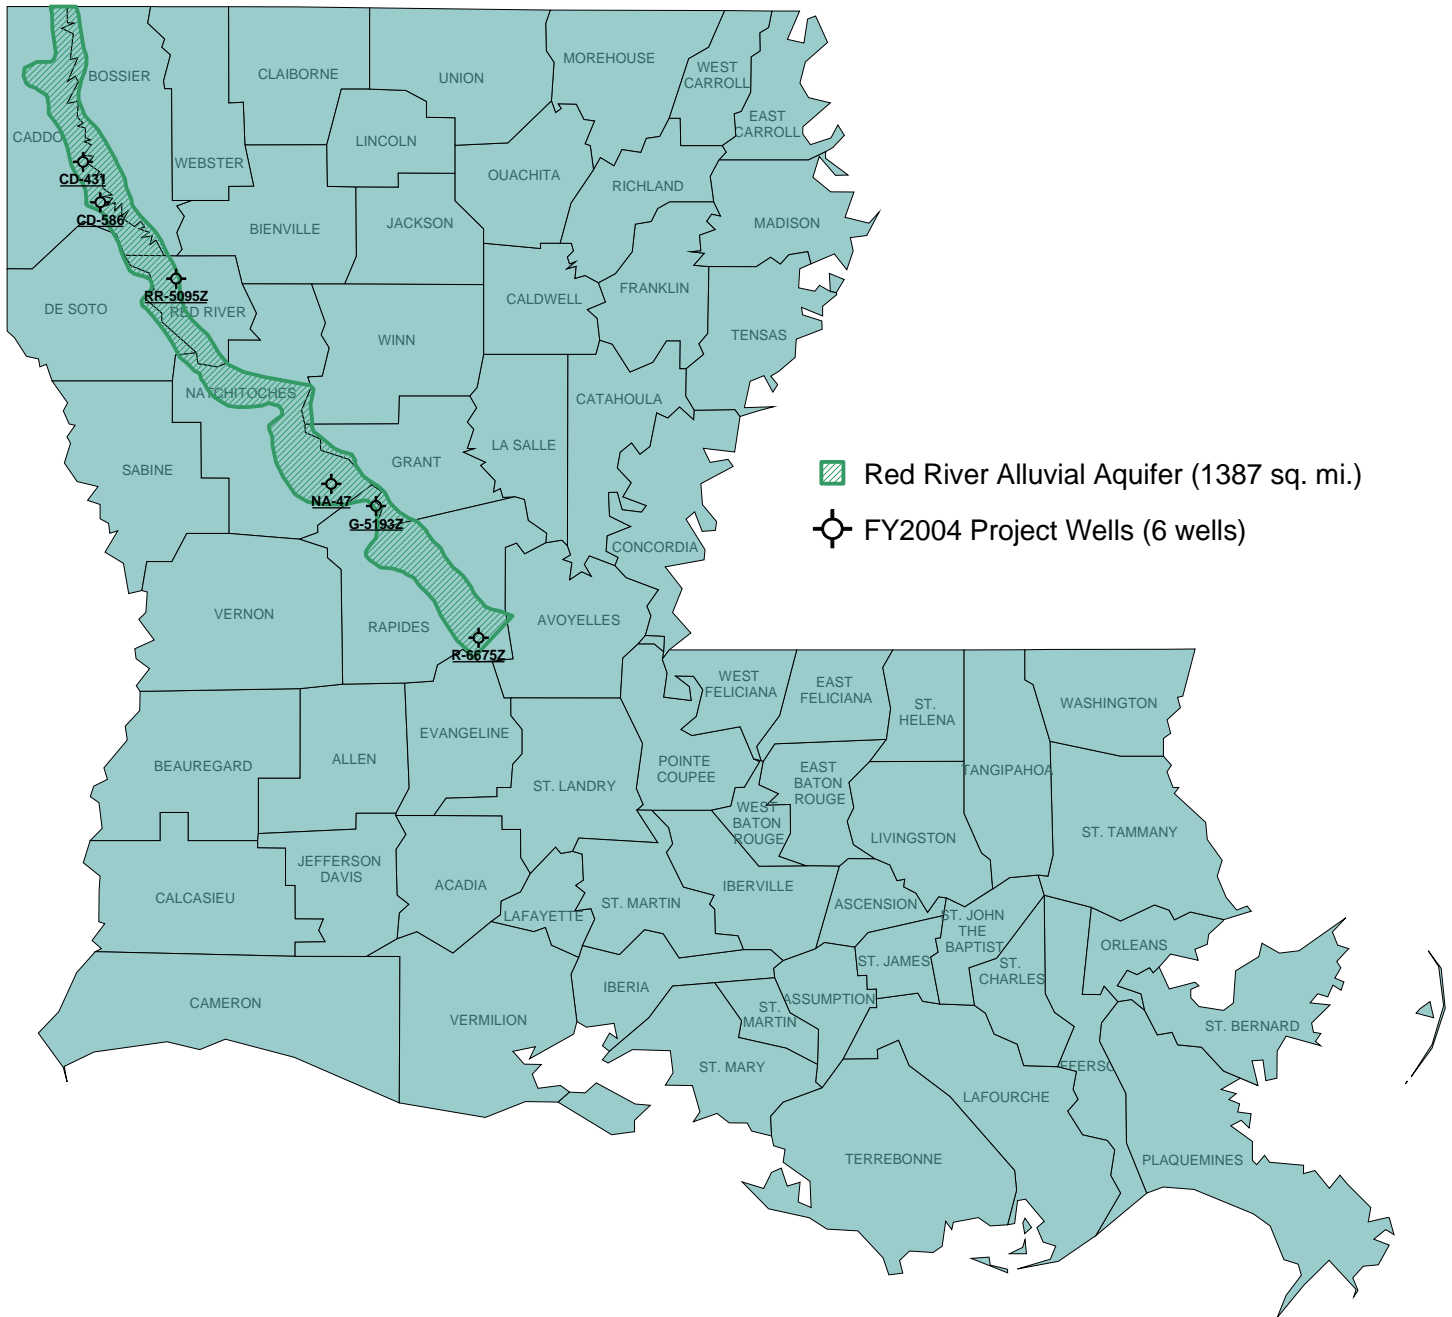 MOREHOUSE
WEST
CARROLL
BOSSIER
CLAIBORNE
UNION
EAST
CARROLL
CADDO
LINCOLN
WEBSTER
OUACHITA
RICHLAND
CD-431
CD-586
BIENVILLE
JACKSON
MADISON
RR-5095Z
FRANKLIN
CALDWELL
DE SOTO
RED RIVER
WINN
TENSAS
NATCHITOCHES
CATAHOULA
LA SALLE
GRANT
SABINE
Red River Alluvial Aquifer (1387 sq. mi.)
NA-47
G-5193Z
FY2004 Project Wells (6 wells)
CONCORDIA
VERNON
RAPIDES
AVOYELLES
R-6675Z
WEST
FELICIANA
EAST
FELICIANA
ST.
HELENA
WASHINGTON
EVANGELINE
BEAUREGARD
ALLEN
ST. LANDRY
POINTE
COUPEE
EAST
BATON
ROUGE
TANGIPAHOA
WEST
BATON
ROUGE
LIVINGSTON
ST. TAMMANY
JEFFERSON
DAVIS
CALCASIEU
ACADIA
IBERVILLE
LAFAYETTE
ST. MARTIN
ASCENSION
ST. JOHN
THE
BAPTIST
ORLEANS
ST. JAMES
ST.
CHARLES
CAMERON
IBERIA
ASSUMPTION
VERMILION
ST.
MARTIN
ST. BERNARD
ST. MARY
EFFERSO
LAFOURCHE
TERREBONNE
PLAQUEMINES